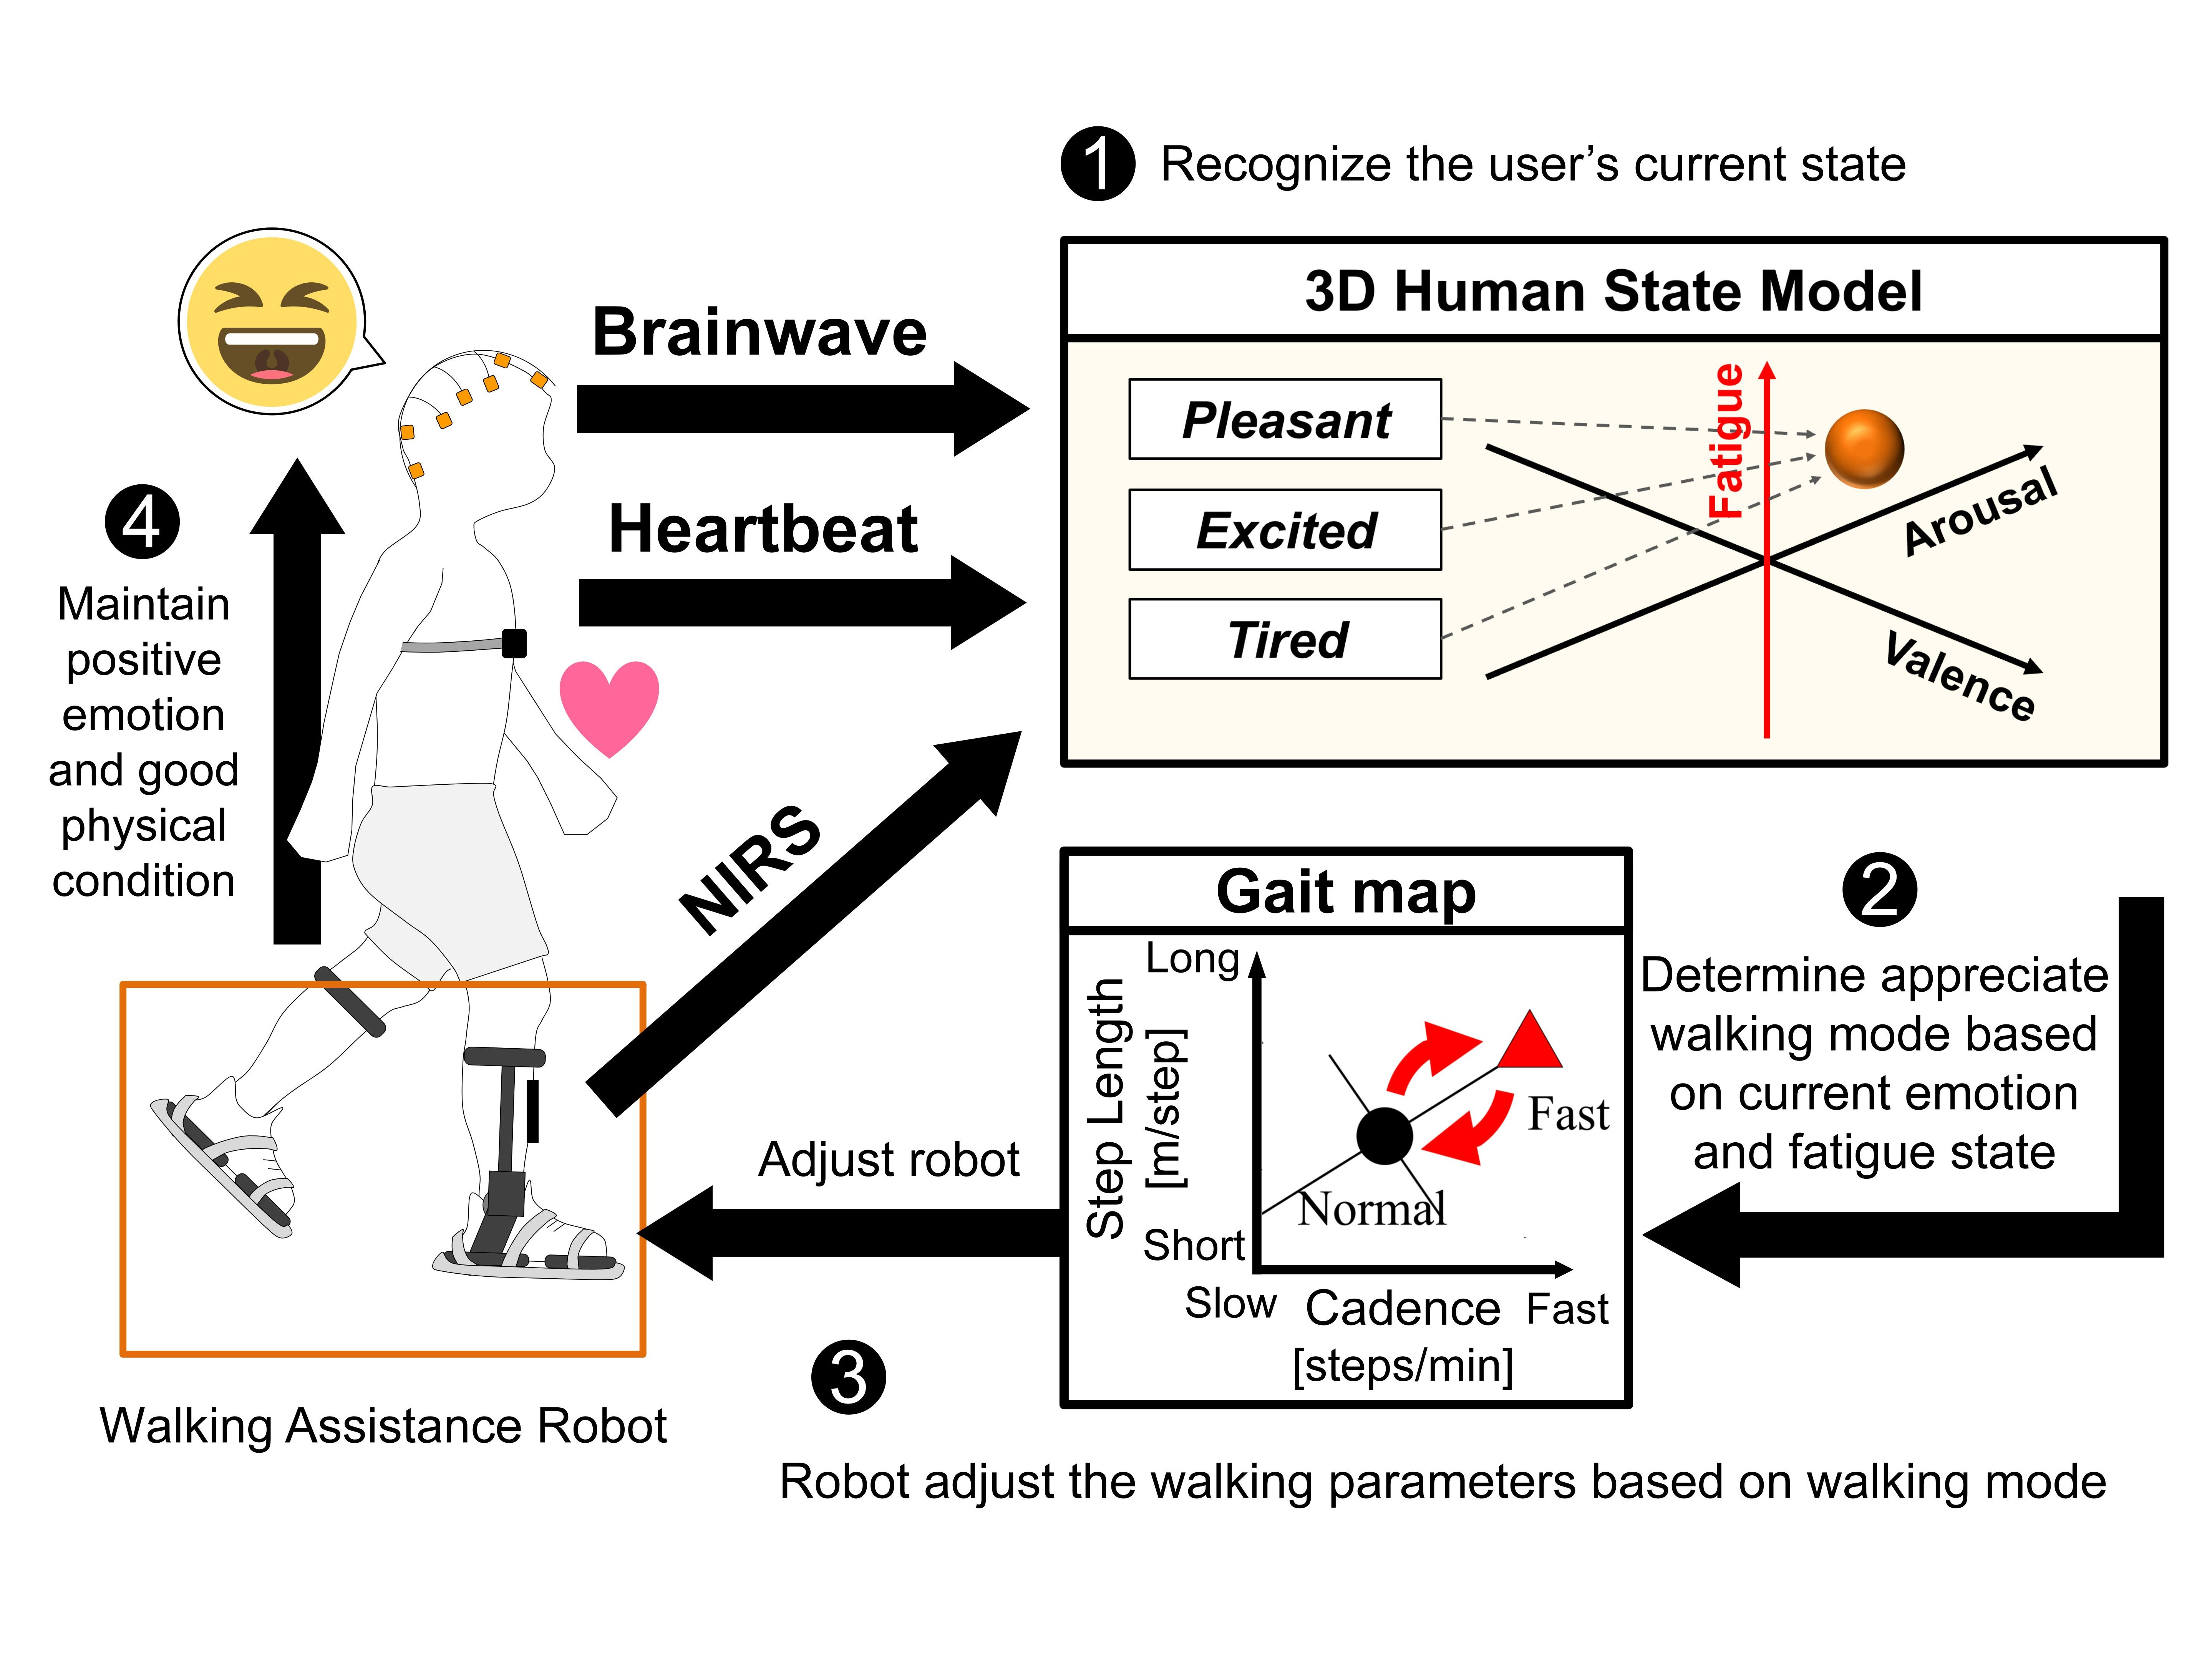 1 Recognize the user’s current state
3D Human State Model
Pleasant
Excited
Tired
Fatigue
Arousal
Valence
Brainwave
Heartbeat
NIRS
4
Maintain
positive
emotion
and good
physical
condition
2
Determine appreciate
walking mode based
on current emotion
and fatigue state
Gait map
Long
Step Length
[m/step]
Short
Fast
Normal
Slow
Cadence
Fast
[steps/min]
Adjust robot
3
Robot adjust the walking parameters based on walking mode
Walking Assistance Robot